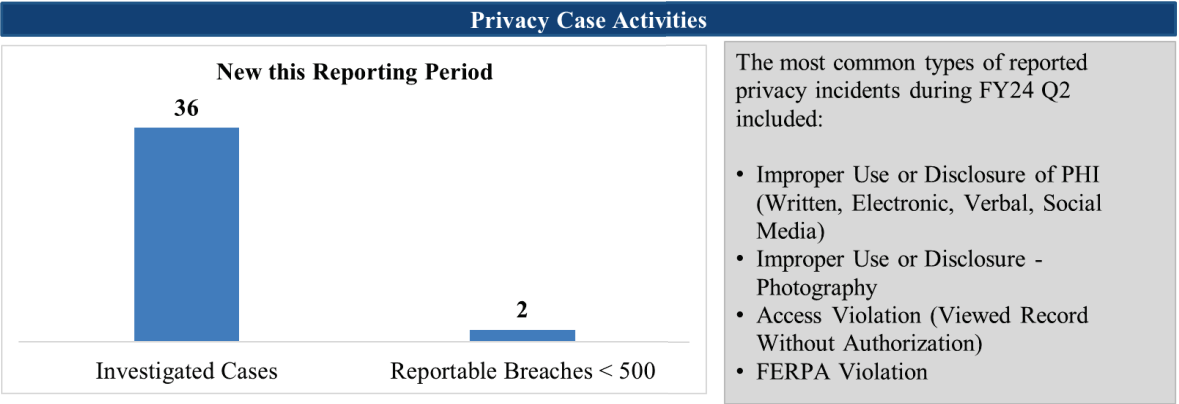 Privacy Case Activities
New this Reporting Period
36
2
Investigated Cases
Reportable Breaches < 500
The most common types of reported
privacy incidents during FY24 Q2
included:
• Improper Use or Disclosure of PHI
(Written, Electronic, Verbal, Social
Media)
• Improper Use or Disclosure -
Photography
• Access Violation (Viewed Record
Without Authorization)
• FERPA Violation